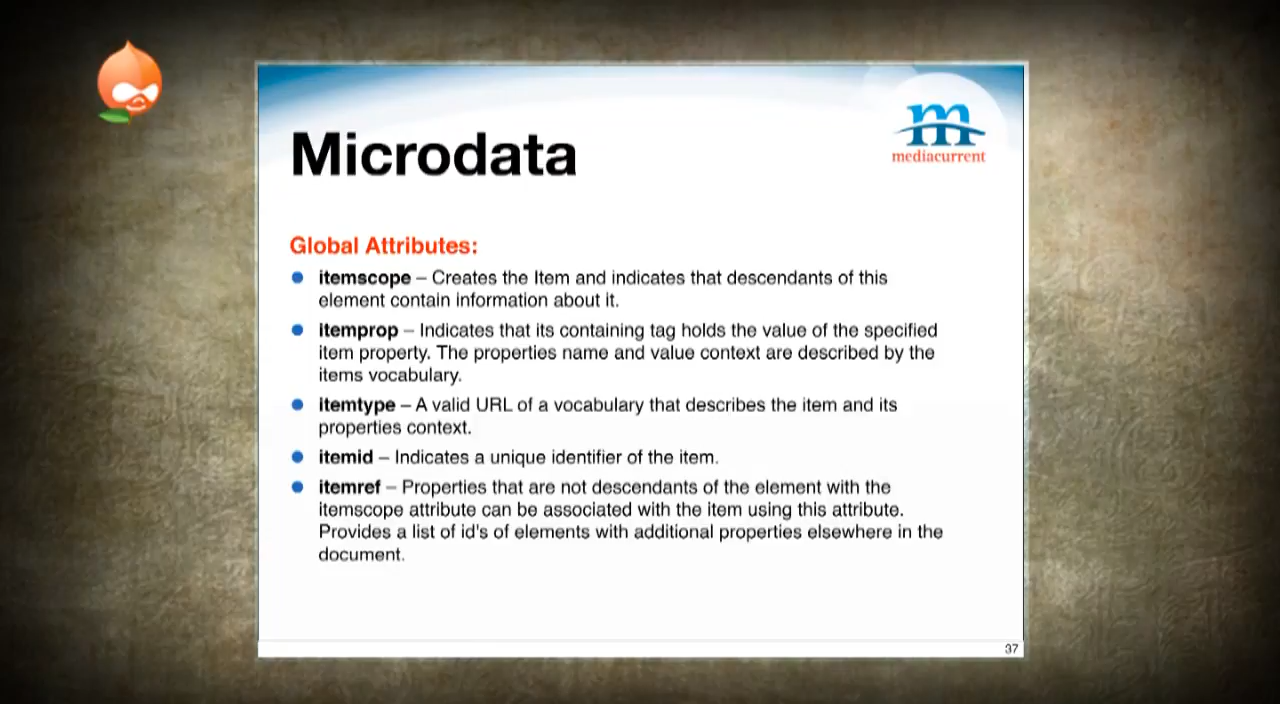 m
mediacurrent
Microdata
Global Attributes:
itemscope – Creates the Item and indicates that descendants of this
element contain information about it.
itemprop – Indicates that its containing tag holds the value of the specified
item property. The properties name and value context are described by the
items vocabulary.
itemtype – A valid URL of a vocabulary that describes the item and its
properties context.
itemid – Indicates a unique identifier of the item.
itemref – Properties that are not descendants of the element with the
itemscope attribute can be associated with the item using this attribute.
Provides a list of id's of elements with additional properties elsewhere in the
document.
37